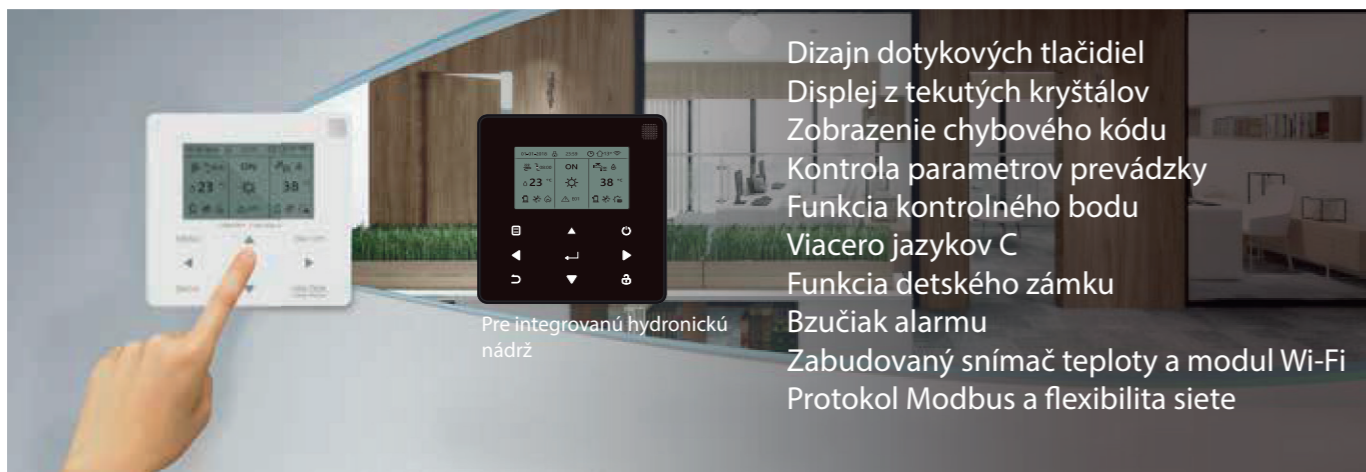 Dizajn dotykových tlačidiel
Displej z tekutých kryštálov
Zobrazenie chybového kódu
Kontrola parametrov prevádzky
Funkcia kontrolného bodu
Viacero jazykov C
Funkcia detského zámku
Bzučiak alarmu
Zabudovaný snímač teploty a modul Wi-Fi
Protokol Modbus a flexibilita siete
ON
23
38
ON
23 °C
38 °C
Pre integrovanú hydronickú
nádrž